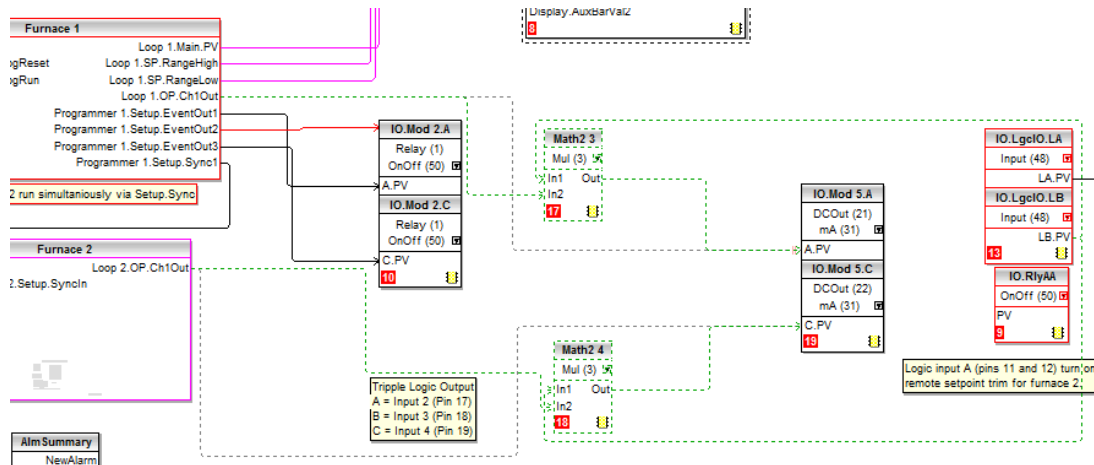 Display.AuxBarVal2
8
Furnace 1
Loop 1.Main.PV
ogReset
Loop 1.SP.RangeHigh
ogRun
Loop 1.SP.RangeLow
Loop 1.OP.Ch1Out
Programmer 1.Setup.EventOut1
Programmer 1.Setup.EventOut2
Programmer 1.Setup.EventOut3
Programmer 1.Setup.Sync1
2 run simultaniously via Setup.Sync
IO.Mod 2.A
Relay (1)
OnOff (50)
A.PV
IO.Mod 2.C
Relay (1)
OnOff (50)
C.PV
10
Math2 3
Mul (3)
In1 Out
In2
17
IO.Mod 5.A
DCOut (21)
mA (31)
A.PV
IO.Mod 5.C
DCOut (22)
mA (31)
C.PV
19
IO.LgcIO.LA
Input (48)
LA.PV
IO.LgcIO.LB
Input (48)
LB.PV
13
IO.RlyAA
OnOff (50)
PV
9
Furnace 2
Loop 2.OP.Ch1Out
2.Setup.SyncIn
Math2 4
Mul (3)
In1 Out
In2
18
Tripple Logic Output
A = Input 2 (Pin 17)
B = Input 3 (Pin 18)
C = Input 4 (Pin 19)
Logic input A (pins 11 and 12) turn on
remote setpoint trim for furnace 2.
AlmSummary
NewAlarm